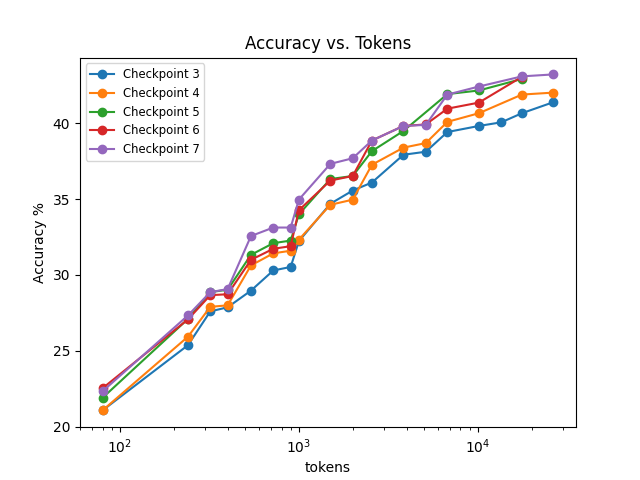 Accuracy vs. Tokens
Checkpoint 3
Checkpoint 4
Checkpoint 5
Checkpoint 6
Checkpoint 7
Accuracy %
40
35
30
25
20
10²
10³
10⁴
tokens